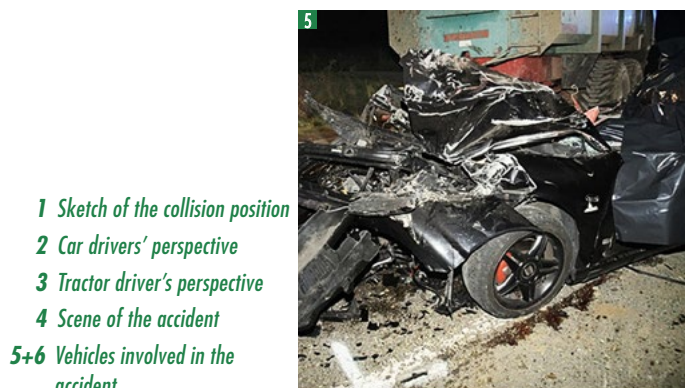 5
1 Sketch of the collision position
2 Car drivers' perspective
3 Tractor driver's perspective
4 Scene of the accident
5+6 Vehicles involved in the
accident